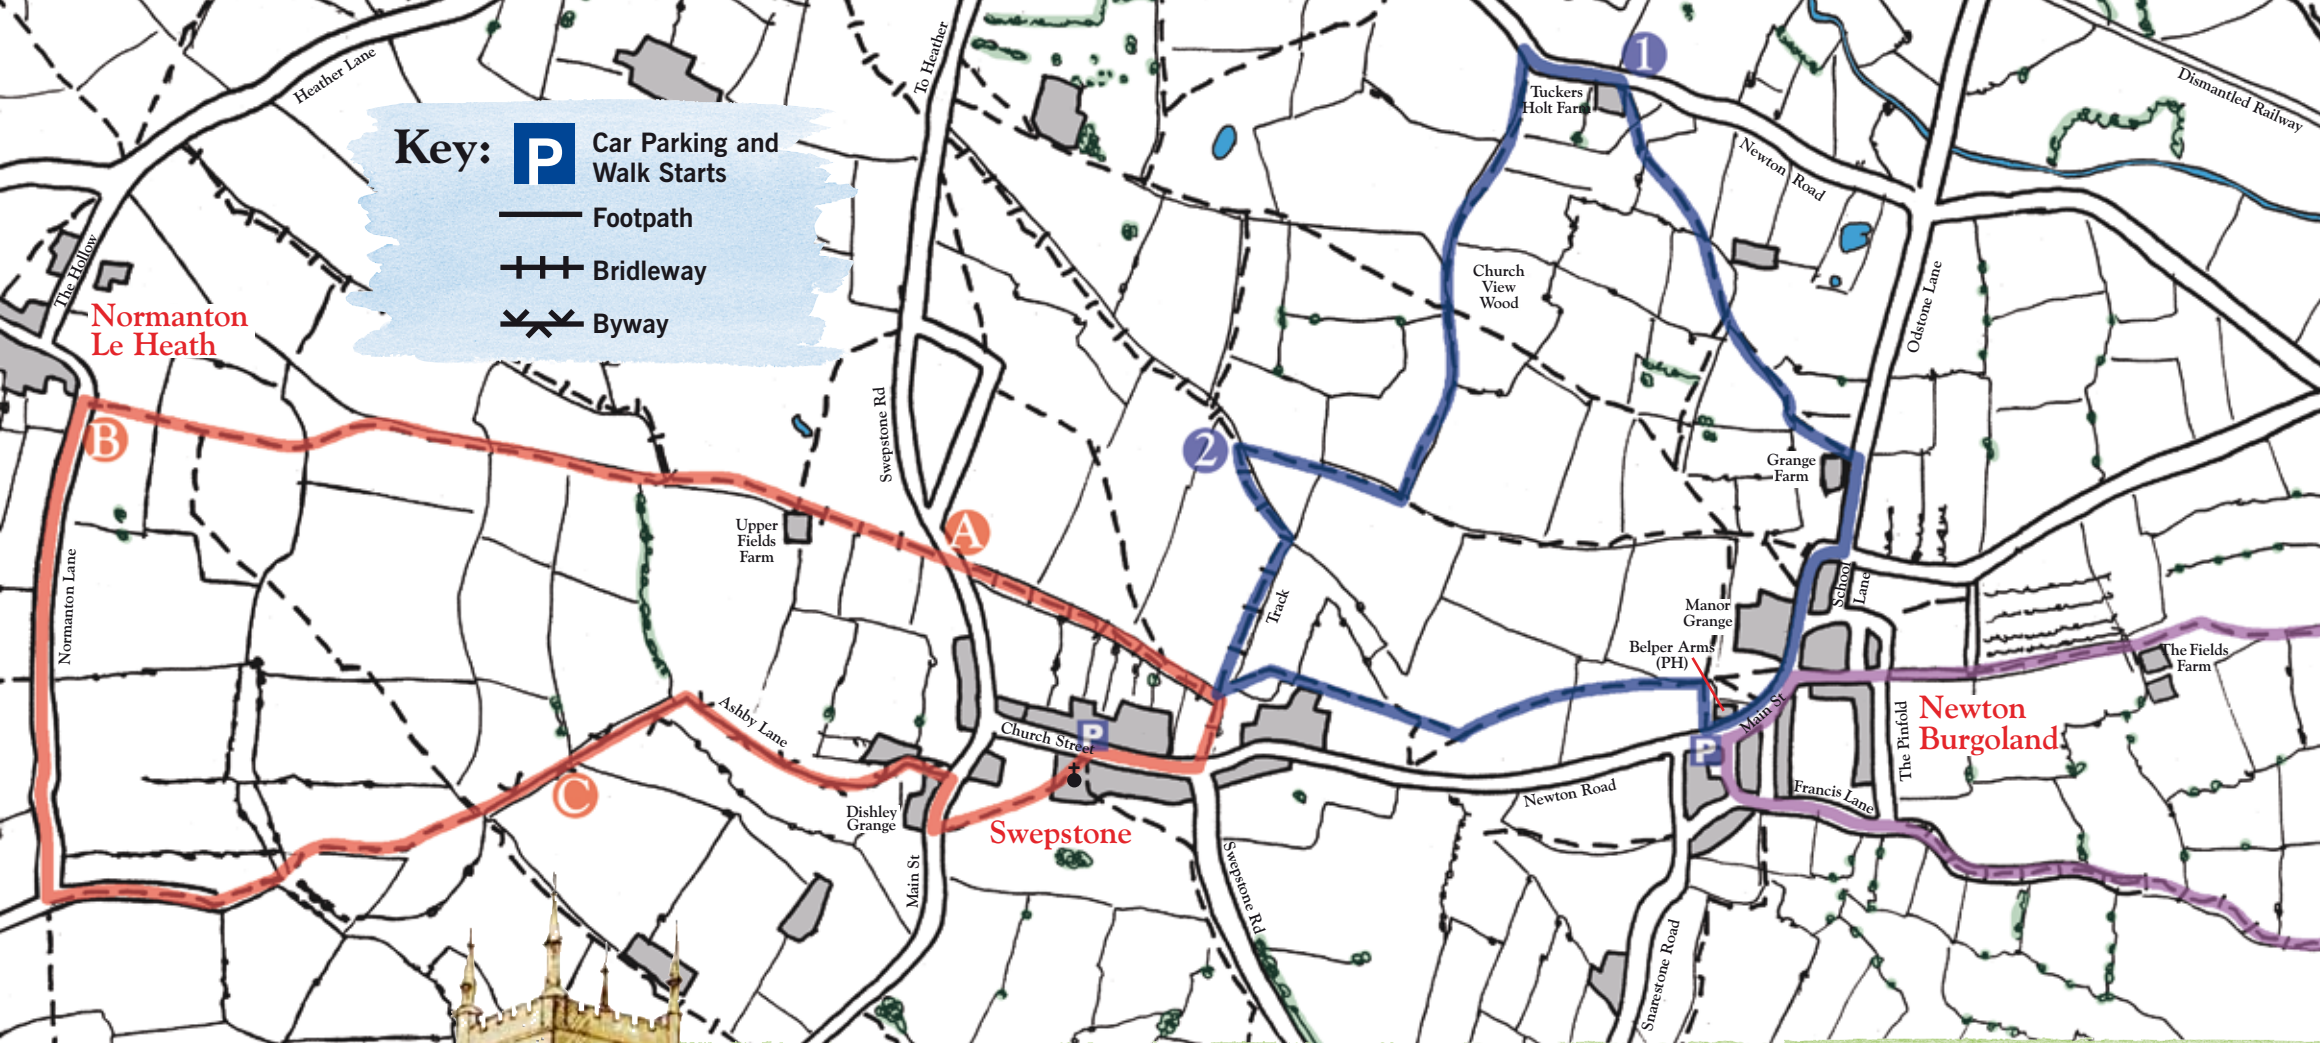 Heather Lane
To Heather
Key:
P
Car Parking and
Walk Starts
Footpath
Bridleway
Byway
1
Tuckers
Holt Farm
Newton Road
Dismantled Railway
The Hollow
Normanton
Le Heath
Church
View
Wood
Odstone Lane
Swepstone Rd
B
2
Grange
Farm
A
Upper
Fields
Farm
Normanton Lane
Track
School
Lane
Manor
Grange
Belper Arms
(PH)
The Fields
Farm
Ashby Lane
Church Street
P
Main St
P
The Pinfold
Newton
Burgoland
C
Dishley
Grange
Swepstone
Newton Road
Francis Lane
Main St
Swepstone Rd
Snarestone Road